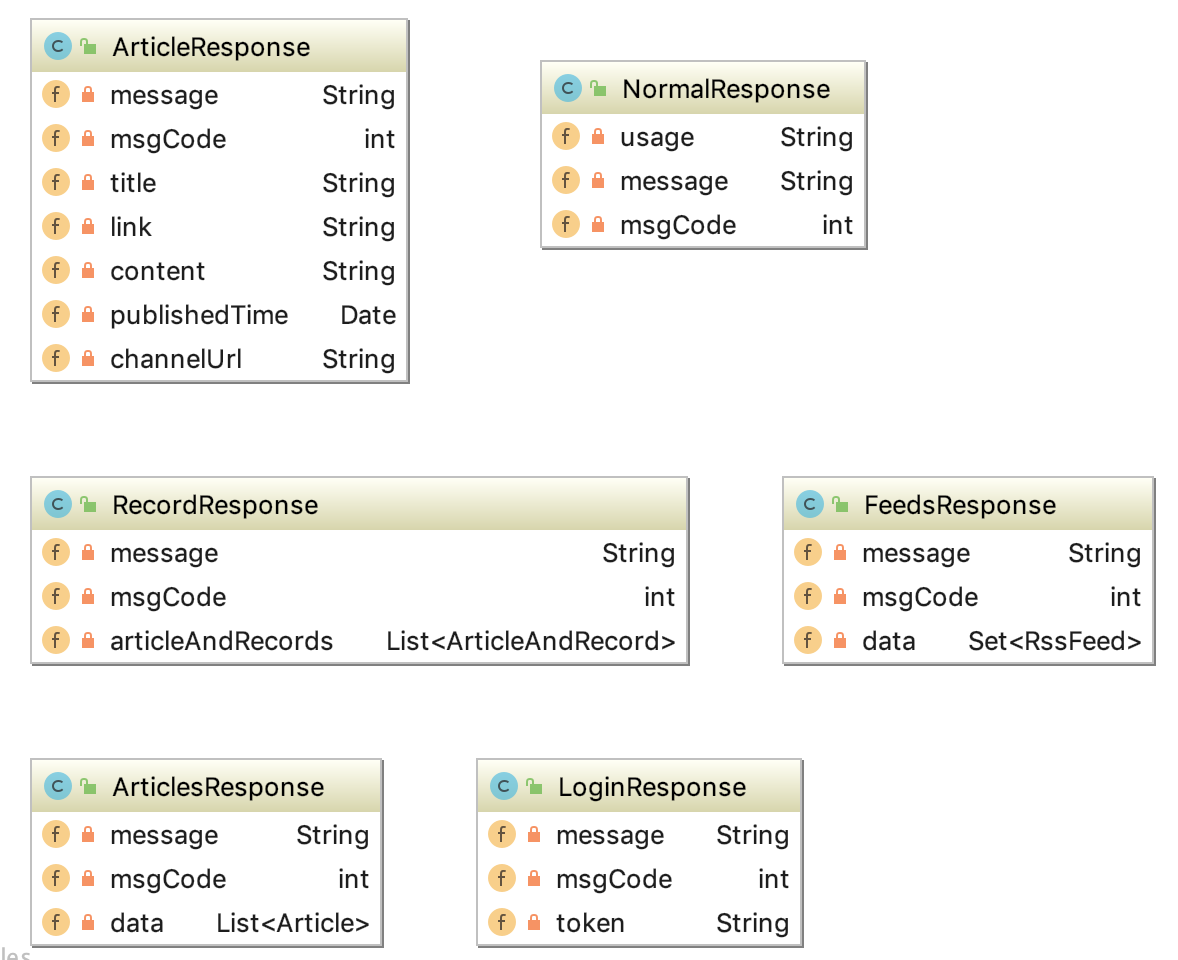 C ArticleResponse
f message String
f msgCode int
f title String
f link String
f content String
f publishedTime Date
f channelUrl String
C NormalResponse
f usage String
f message String
f msgCode int
C RecordResponse
f message String
f msgCode int
f articleAndRecords List<ArticleAndRecord>
C FeedsResponse
f message String
f msgCode int
f data Set<RssFeed>
C ArticlesResponse
f message String
f msgCode int
f data List<Article>
C LoginResponse
f message String
f msgCode int
f token String
les